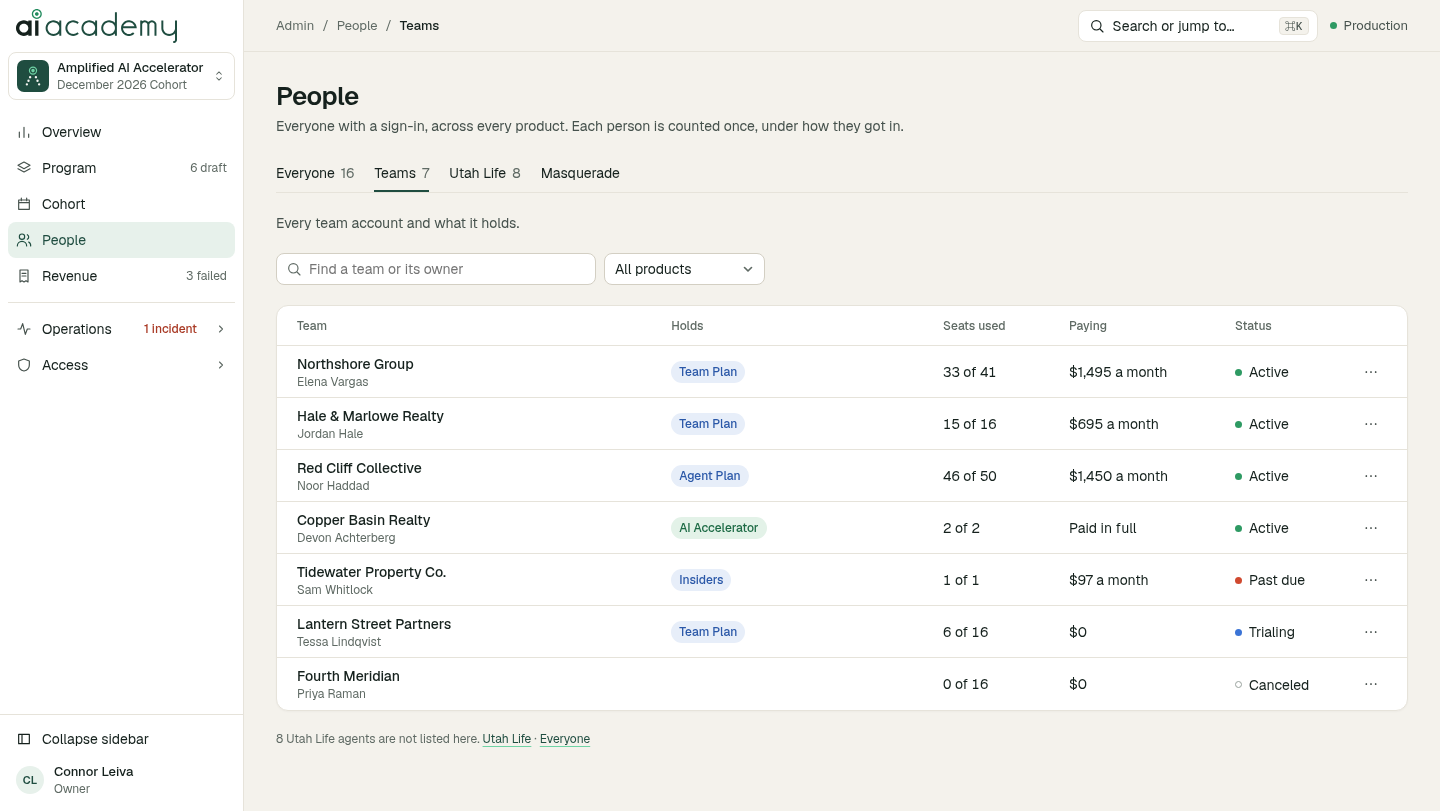 ai academy
Amplified AI Accelerator
December 2026 Cohort
Overview
Program 6 draft
Cohort
People
Revenue 3 failed
Operations 1 incident
Access
Collapse sidebar
CL
Connor Leiva
Owner
Admin / People / Teams
Search or jump to… ⌘K
Production
People
Everyone with a sign-in, across every product. Each person is counted once, under how they got in.
Everyone 16 Teams 7 Utah Life 8 Masquerade
Every team account and what it holds.
Find a team or its owner
All products
Team Holds Seats used Paying Status
Northshore Group
Elena Vargas
Team Plan 33 of 41 $1,495 a month Active ···
Hale & Marlowe Realty
Jordan Hale
Team Plan 15 of 16 $695 a month Active ···
Red Cliff Collective
Noor Haddad
Agent Plan 46 of 50 $1,450 a month Active ···
Copper Basin Realty
Devon Achterberg
AI Accelerator 2 of 2 Paid in full Active ···
Tidewater Property Co.
Sam Whitlock
Insiders 1 of 1 $97 a month Past due ···
Lantern Street Partners
Tessa Lindqvist
Team Plan 6 of 16 $0 Trialing ···
Fourth Meridian
Priya Raman
0 of 16 $0 Canceled ···
8 Utah Life agents are not listed here. Utah Life · Everyone